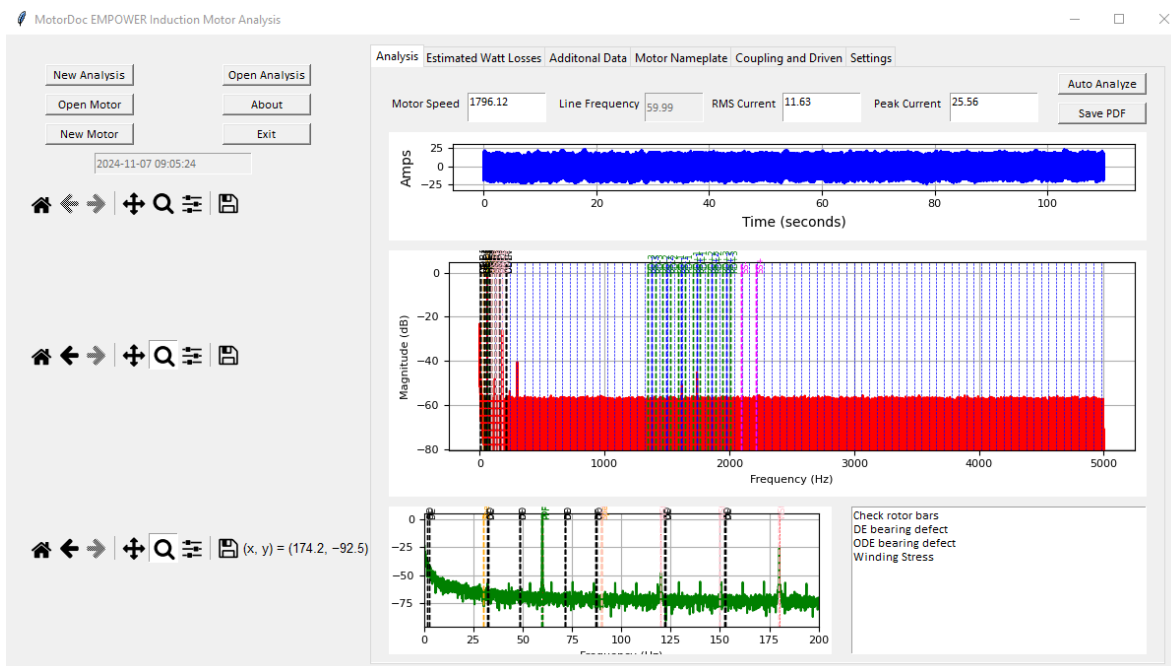 MotorDoc EMPOWER Induction Motor Analysis
New Analysis
Open Analysis
Open Motor
About
New Motor
Exit
2024-11-07 09:05:24
(x, y) = (174.2, −92.5)
Analysis Estimated Watt Losses Additonal Data Motor Nameplate Coupling and Driven Settings
Auto Analyze
Motor Speed 1796.12 Line Frequency 59.99 RMS Current 11.63 Peak Current 25.56
Save PDF
Amps
25
0
−25
0 20 40 60 80 100
Time (seconds)
Magnitude (dB)
0
−20
−40
−60
−80
0 1000 2000 3000 4000 5000
Frequency (Hz)
0
−25
−50
−75
0 25 50 75 100 125 150 175 200
Frequency (Hz)
Check rotor bars
DE bearing defect
ODE bearing defect
Winding Stress